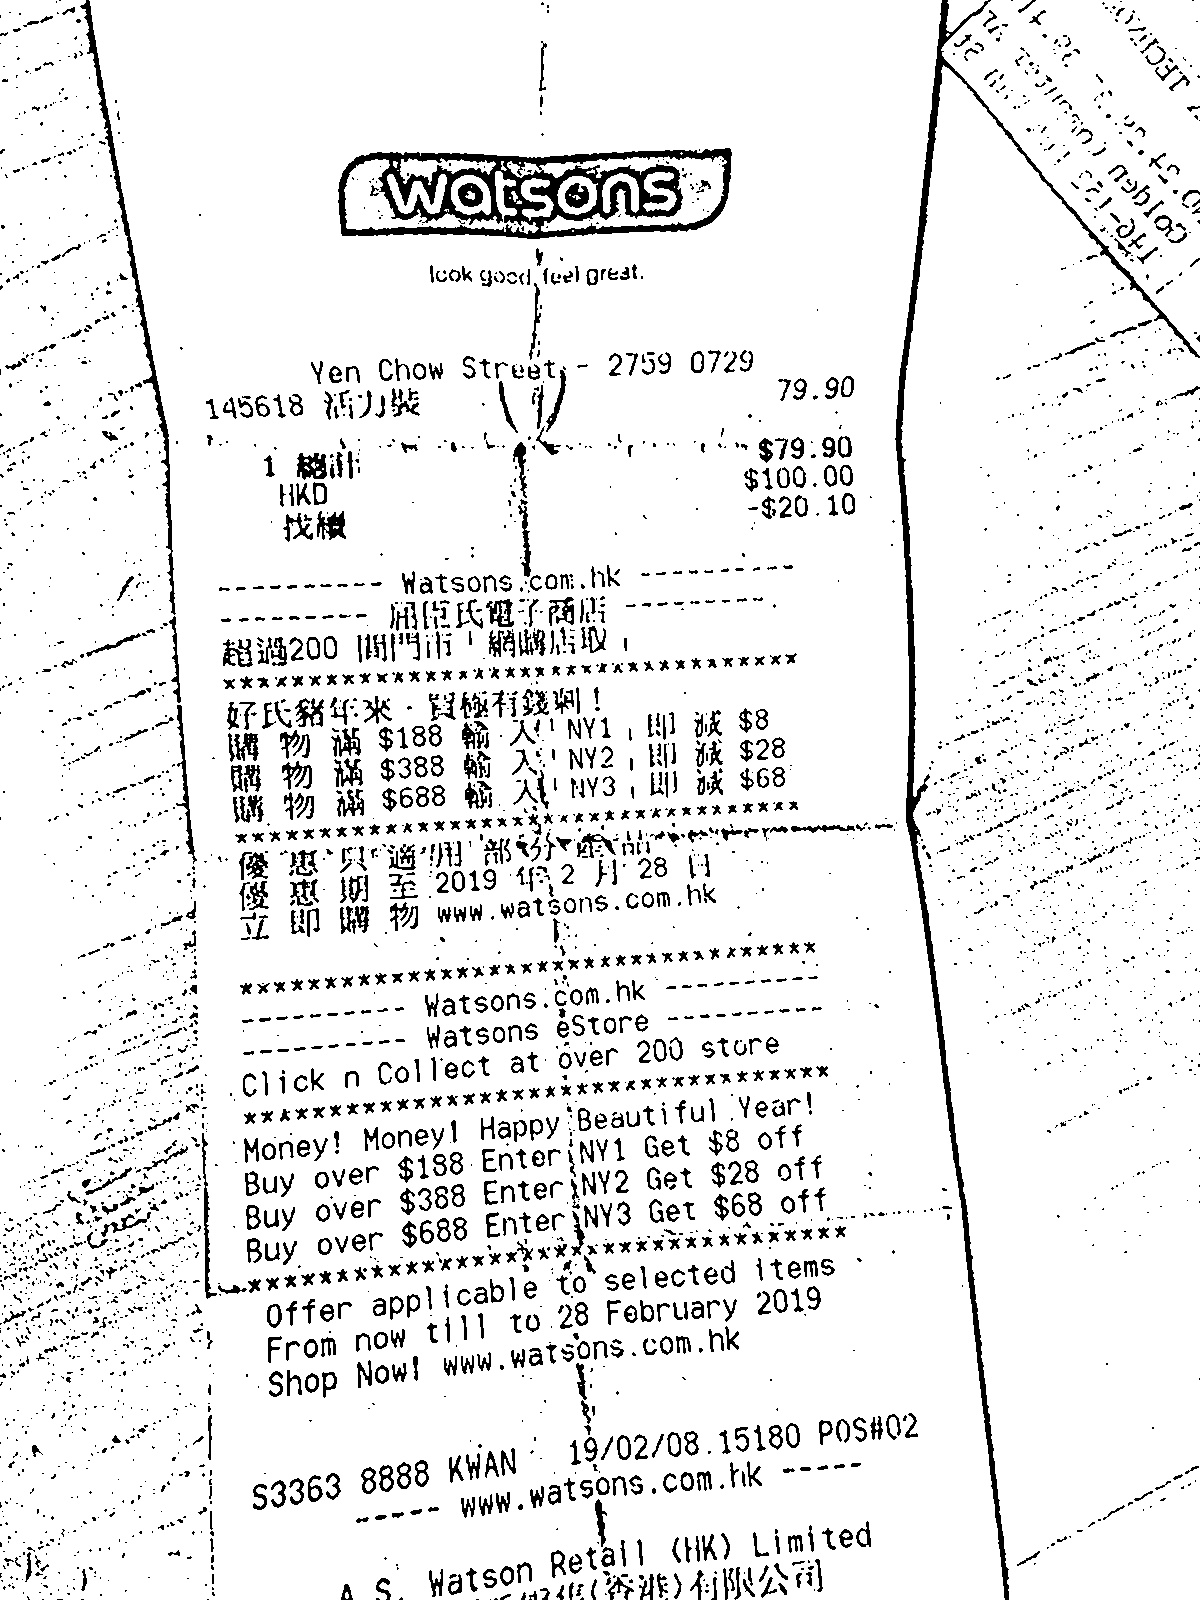 watsons
look good, feel great.
Yen Chow Street - 2759 0729
145618 活力裝 79.90
1 總計 $79.90
HKD $100.00
找續 -$20.10
---------- Watsons.com.hk ----------
---------- 屈臣氏電子商店 ----------
超過200 間門市「網購店取」
***********************************
好氏豬年來．買極有錢剩！
購 物 滿 $188 輸 入「NY1」即 減 $8
購 物 滿 $388 輸 入「NY2」即 減 $28
購 物 滿 $688 輸 入「NY3」即 減 $68
***********************************
優 惠 只 適 用 部 分 產 品
優 惠 期 至 2019 年 2 月 28 日
立 即 購 物 www.watsons.com.hk
***********************************
---------- Watsons.com.hk ----------
---------- Watsons eStore ----------
Click n Collect at over 200 store
***********************************
Money! Money! Happy Beautiful Year!
Buy over $188 Enter NY1 Get $8 off
Buy over $388 Enter NY2 Get $28 off
Buy over $688 Enter NY3 Get $68 off
***********************************
Offer applicable to selected items
From now till to 28 February 2019
Shop Now! www.watsons.com.hk
S3363 8888 KWAN 19/02/08.15180 POS#02
----- www.watsons.com.hk -----
A.S. Watson Retail (HK) Limited
(香港)有限公司